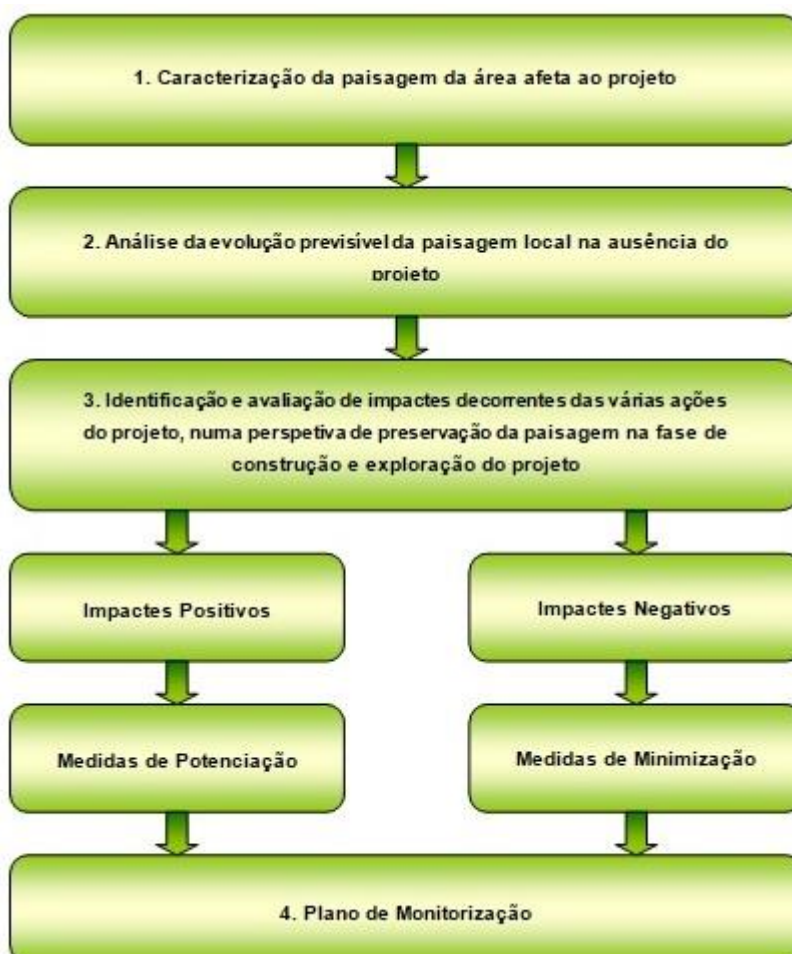 1. Caracterização da paisagem da área afeta ao projeto
2. Análise da evolução previsível da paisagem local na ausência do
projeto
3. Identificação e avaliação de impactes decorrentes das várias ações
do projeto, numa perspetiva de preservação da paisagem na fase de
construção e exploração do projeto
Impactes Positivos
Impactes Negativos
Medidas de Potenciação
Medidas de Minimização
4. Plano de Monitorização